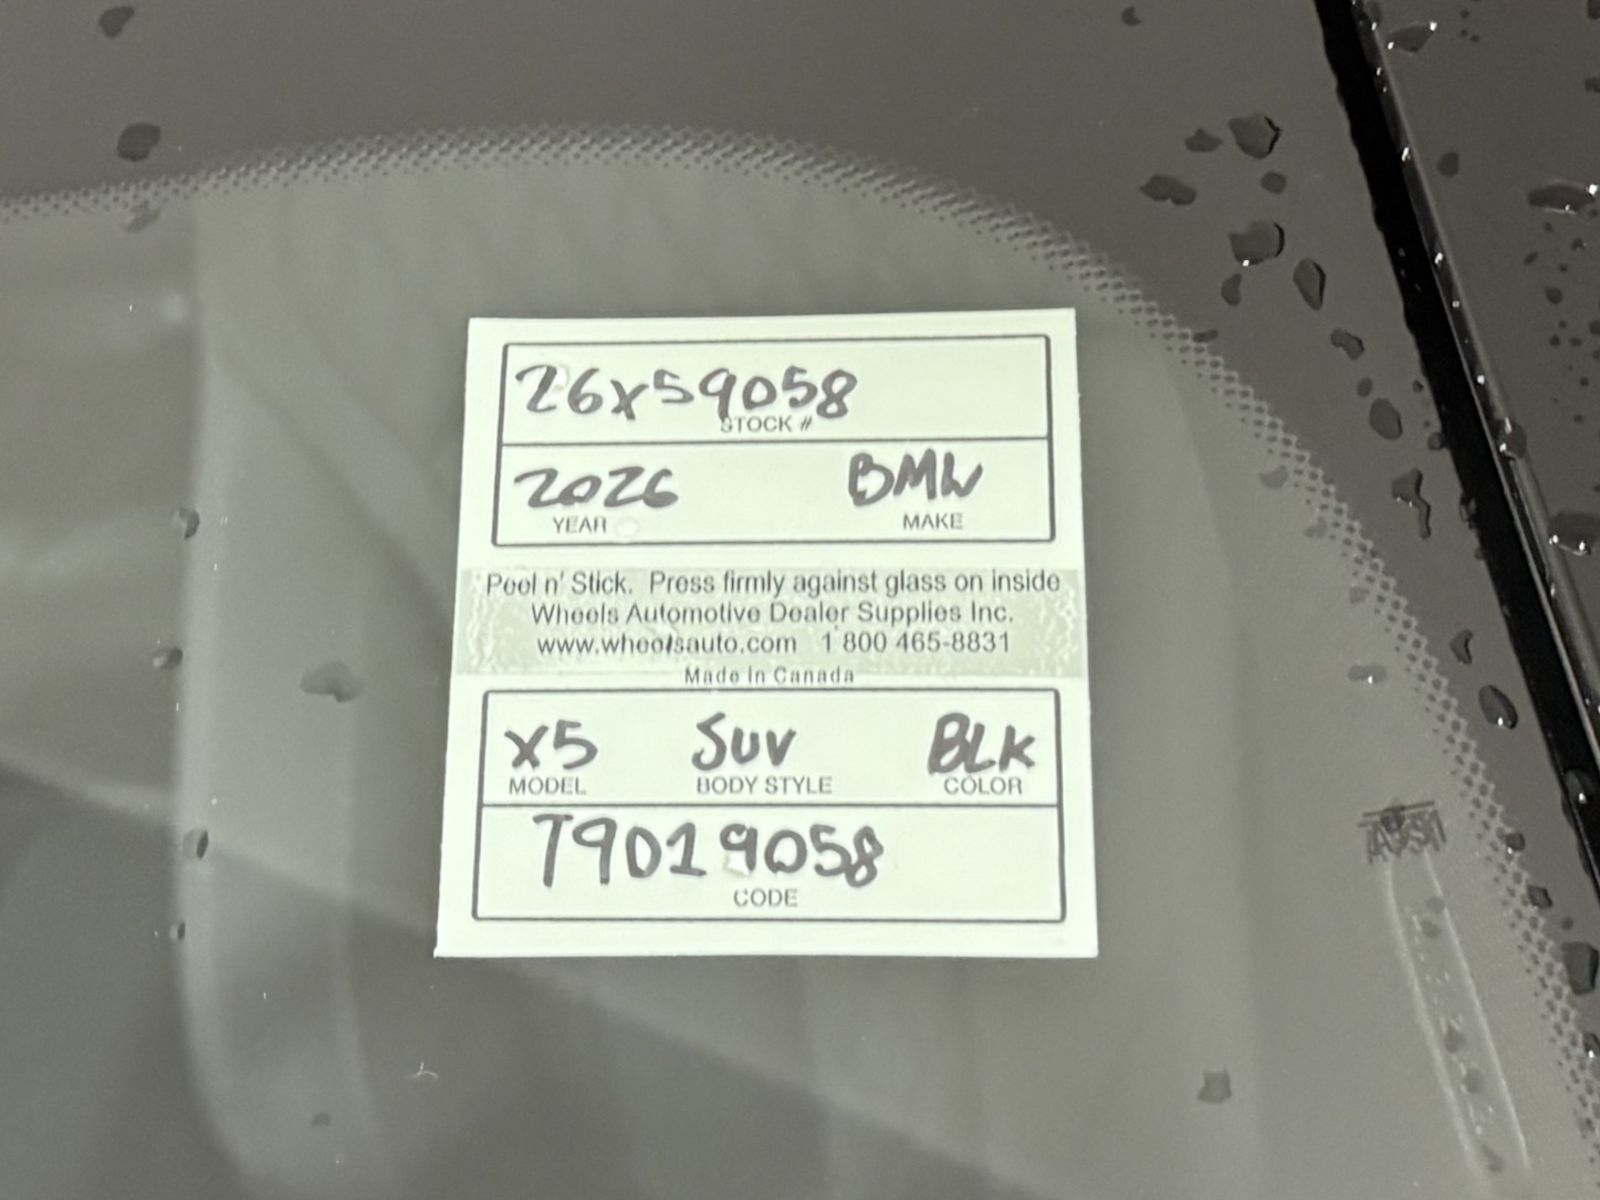 26X59058
STOCK #
2026 BMW
YEAR MAKE
Peel n' Stick. Press firmly against glass on inside
Wheels Automotive Dealer Supplies Inc.
www.wheelsauto.com 1 800 465-8831
Made in Canada
X5 SUV BLK
MODEL BODY STYLE COLOR
T9019058
CODE